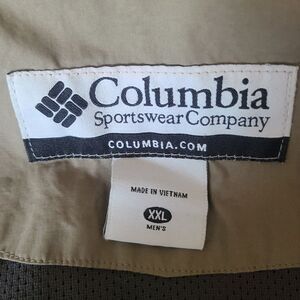 Columbia
Sportswear Company
COLUMBIA.COM
MADE IN VIETNAM
XXL
MEN'S